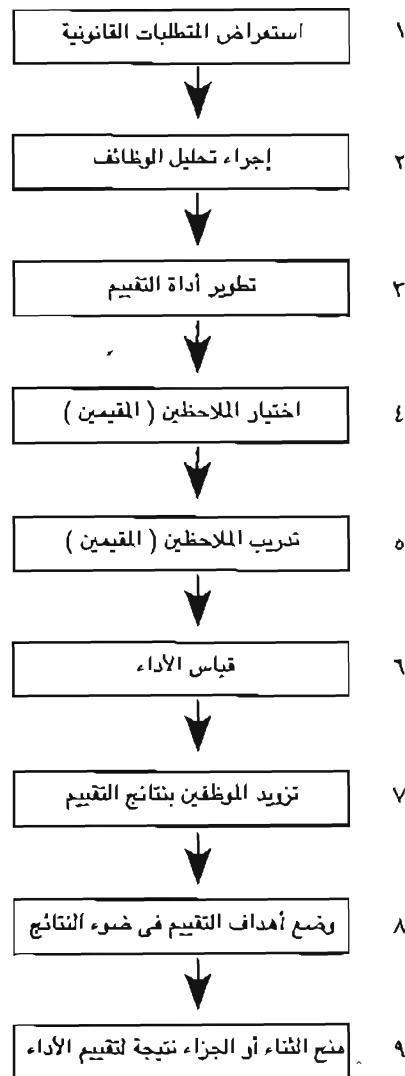 استعراض المتطلبات القانونية ١
إجراء تحليل الوظائف ٢
تطوير أداة التقييم ٣
اختيار الملاحظين ( المقيمين ) ٤
تدريب الملاحظين ( المقيمين ) ٥
قياس الأداء ٦
تزويد الموظفين بنتائج التقييم ٧
وضع أهداف التقييم فى ضوء النتائج ٨
منح الثناء أو الجزاء نتيجة لتقييم الأداء ٩